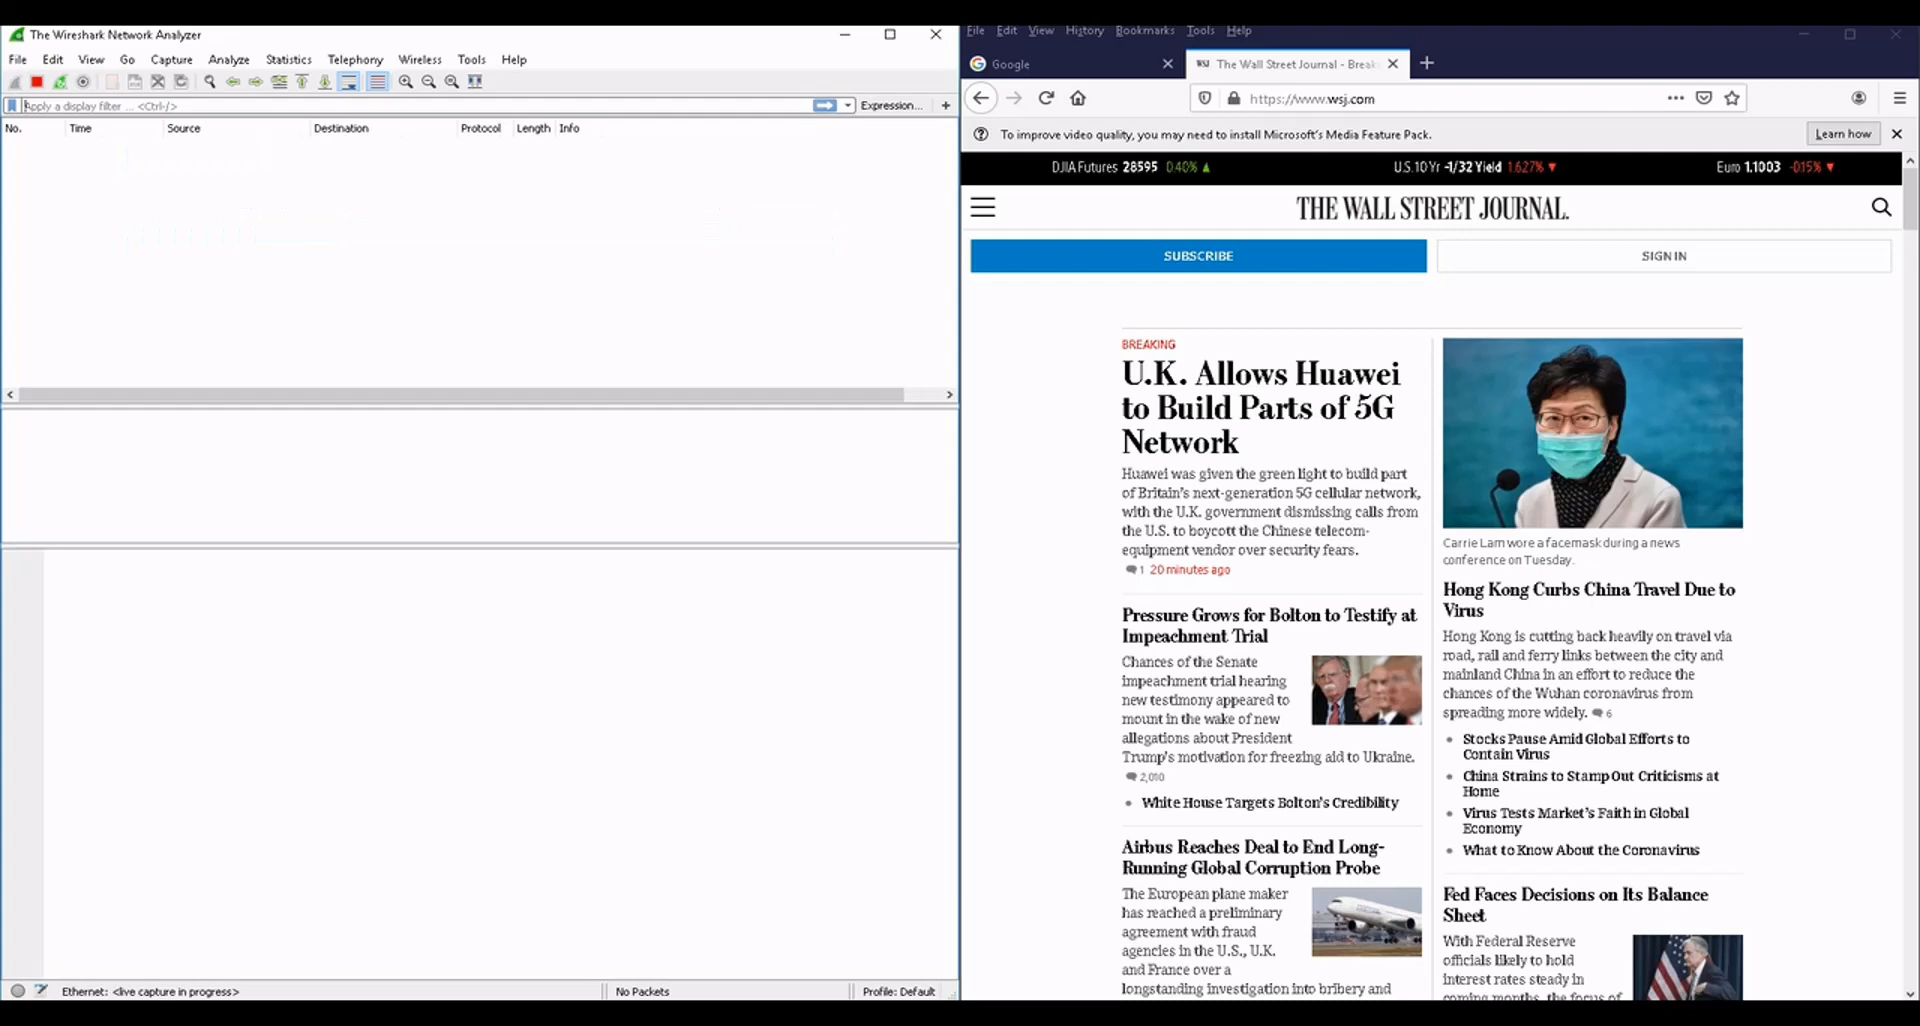 The Wireshark Network Analyzer
File Edit View Go Capture Analyze Statistics Telephony Wireless Tools Help
Apply a display filter ... <Ctrl-/>
Expression... +
No. Time Source Destination Protocol Length Info
Ethernet: <live capture in progress>
No Packets
Profile: Default
File Edit View History Bookmarks Tools Help
Google
WSJ The Wall Street Journal - Break
https://www.wsj.com
To improve video quality, you may need to install Microsoft's Media Feature Pack.
Learn how
DJIA Futures 28595 0.40% ▲
U.S. 10 Yr -1/32 Yield 1.627% ▼
Euro 1.1003 -0.15% ▼
THE WALL STREET JOURNAL.
SUBSCRIBE
SIGN IN
BREAKING
U.K. Allows Huawei
to Build Parts of 5G
Network
Huawei was given the green light to build part
of Britain's next-generation 5G cellular network,
with the U.K. government dismissing calls from
the U.S. to boycott the Chinese telecom-
equipment vendor over security fears.
1 20 minutes ago
Pressure Grows for Bolton to Testify at
Impeachment Trial
Chances of the Senate
impeachment trial hearing
new testimony appeared to
mount in the wake of new
allegations about President
Trump's motivation for freezing aid to Ukraine.
2,010
• White House Targets Bolton's Credibility
Airbus Reaches Deal to End Long-
Running Global Corruption Probe
The European plane maker
has reached a preliminary
agreement with fraud
agencies in the U.S., U.K.
and France over a
longstanding investigation into bribery and
Carrie Lam wore a facemask during a news
conference on Tuesday.
Hong Kong Curbs China Travel Due to
Virus
Hong Kong is cutting back heavily on travel via
road, rail and ferry links between the city and
mainland China in an effort to reduce the
chances of the Wuhan coronavirus from
spreading more widely. 6
• Stocks Pause Amid Global Efforts to
Contain Virus
• China Strains to Stamp Out Criticisms at
Home
• Virus Tests Market's Faith in Global
Economy
• What to Know About the Coronavirus
Fed Faces Decisions on Its Balance
Sheet
With Federal Reserve
officials likely to hold
interest rates steady in
coming months, the focus of